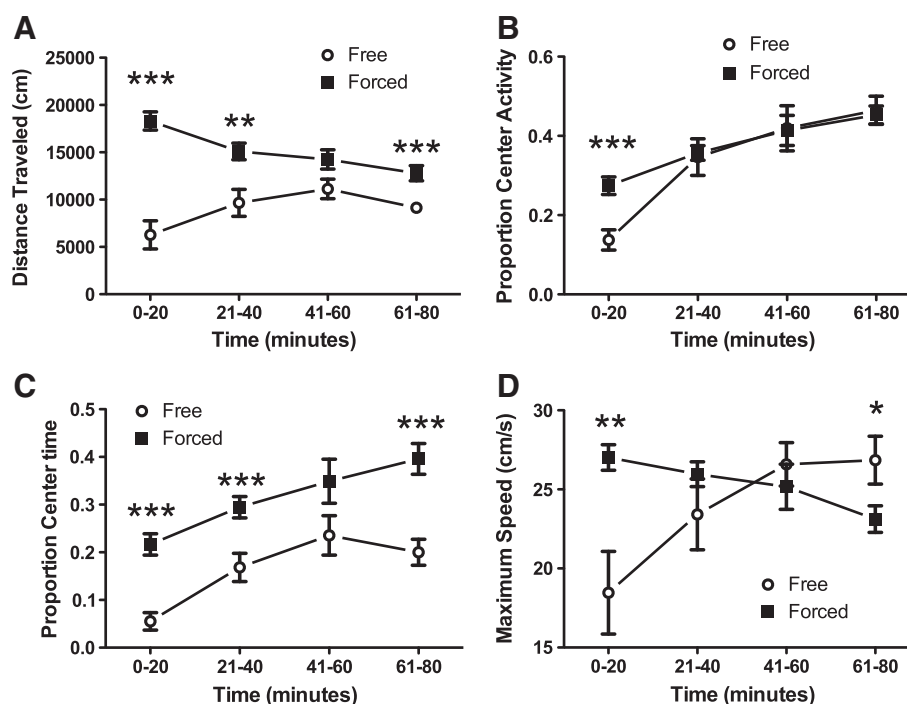 A
Distance Traveled (cm)
25000
20000
15000
10000
5000
0
Free
Forced
***
**
***
0-20 21-40 41-60 61-80
Time (minutes)
B
Proportion Center Activity
0.6
0.4
0.2
0.0
Free
Forced
***
0-20 21-40 41-60 61-80
Time (minutes)
C
Proportion Center time
0.5
0.4
0.3
0.2
0.1
0.0
Free
Forced
***
***
***
0-20 21-40 41-60 61-80
Time (minutes)
D
Maximum Speed (cm/s)
30
25
20
15
**
*
Free
Forced
0-20 21-40 41-60 61-80
Time (minutes)